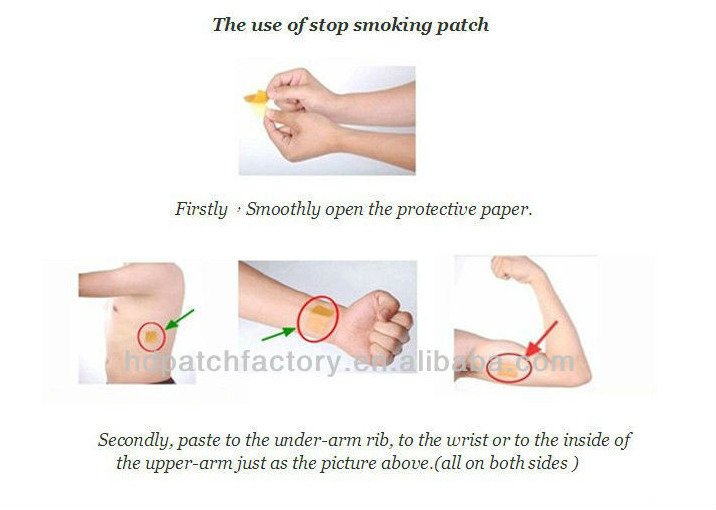 The use of stop smoking patch
Firstly ，Smoothly open the protective paper.
hdpatchfactory.en.alibaba.com
Secondly, paste to the under-arm rib, to the wrist or to the inside of
the upper-arm just as the picture above.(all on both sides )